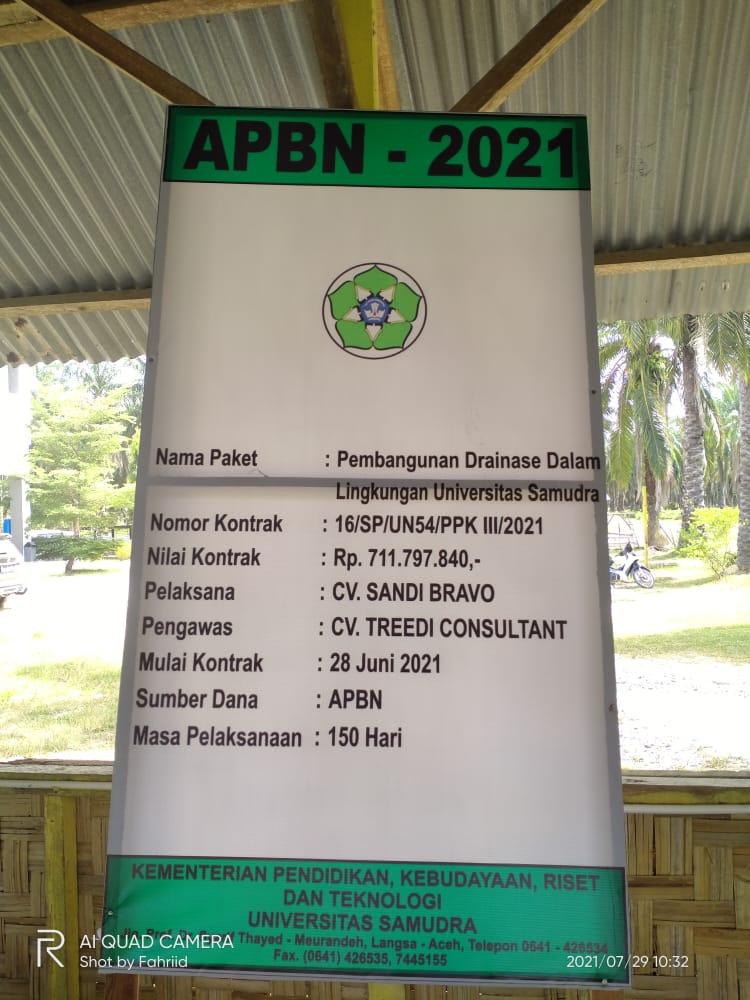 APBN - 2021
Nama Paket : Pembangunan Drainase Dalam
Lingkungan Universitas Samudra
Nomor Kontrak : 16/SP/UN54/PPK III/2021
Nilai Kontrak : Rp. 711.797.840,-
Pelaksana : CV. SANDI BRAVO
Pengawas : CV. TREEDI CONSULTANT
Mulai Kontrak : 28 Juni 2021
Sumber Dana : APBN
Masa Pelaksanaan : 150 Hari
KEMENTERIAN PENDIDIKAN, KEBUDAYAAN, RISET
DAN TEKNOLOGI
UNIVERSITAS SAMUDRA
Thayed - Meurandeh, Langsa - Aceh, Telepon 0641 - 426534
Fax. (0641) 426535, 7445155
AI QUAD CAMERA
Shot by Fahriid
2021/07/29 10:32